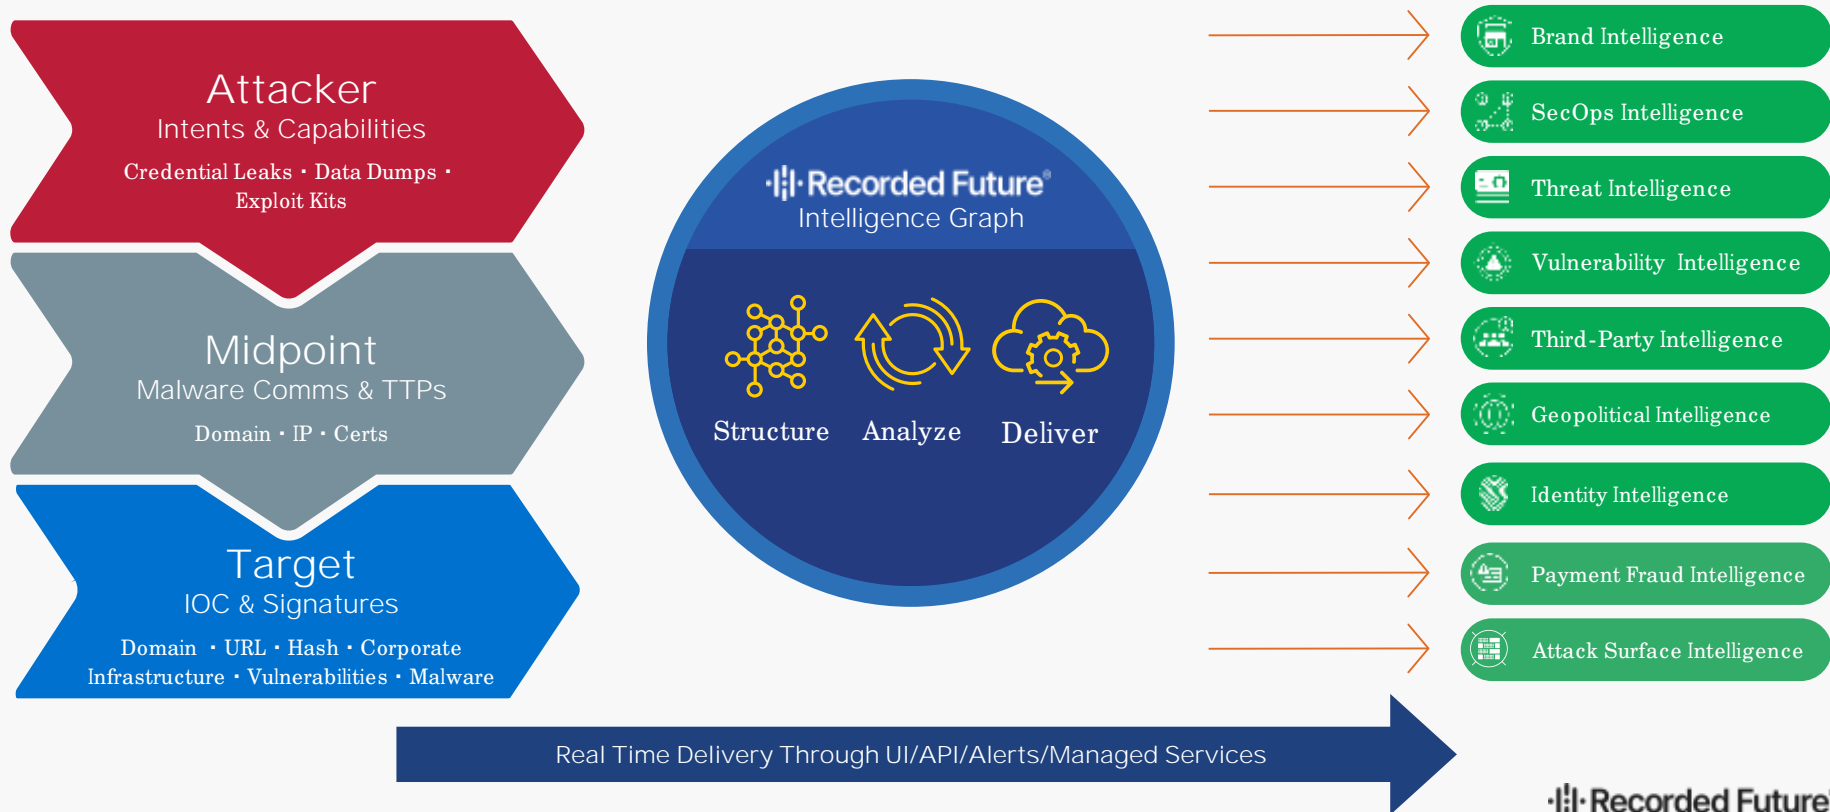 Attacker
Intents & Capabilities
Credential Leaks · Data Dumps ·
Exploit Kits
Midpoint
Malware Comms & TTPs
Domain · IP · Certs
Target
IOC & Signatures
Domain · URL · Hash · Corporate
Infrastructure · Vulnerabilities · Malware
Recorded Future®
Intelligence Graph
Structure
Analyze
Deliver
Brand Intelligence
SecOps Intelligence
Threat Intelligence
Vulnerability Intelligence
Third-Party Intelligence
Geopolitical Intelligence
Identity Intelligence
Payment Fraud Intelligence
Attack Surface Intelligence
Real Time Delivery Through UI/API/Alerts/Managed Services
Recorded Future